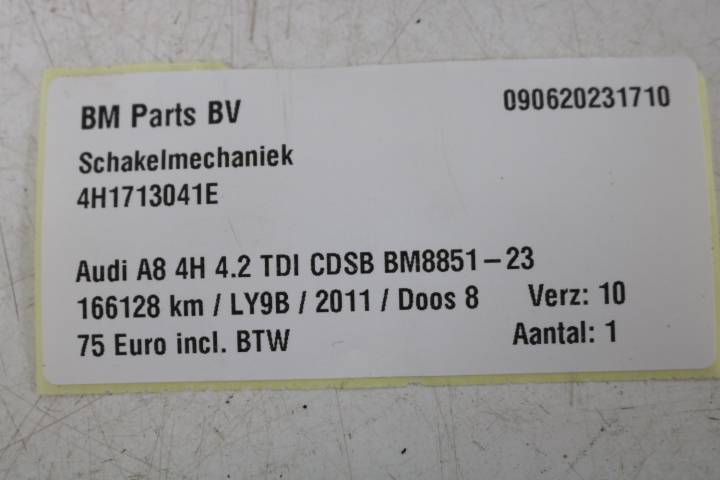 BM Parts BV 090620231710
Schakelmechaniek
4H1713041E
Audi A8 4H 4.2 TDI CDSB BM8851-23
166128 km / LY9B / 2011 / Doos 8 Verz: 10
75 Euro incl. BTW Aantal: 1